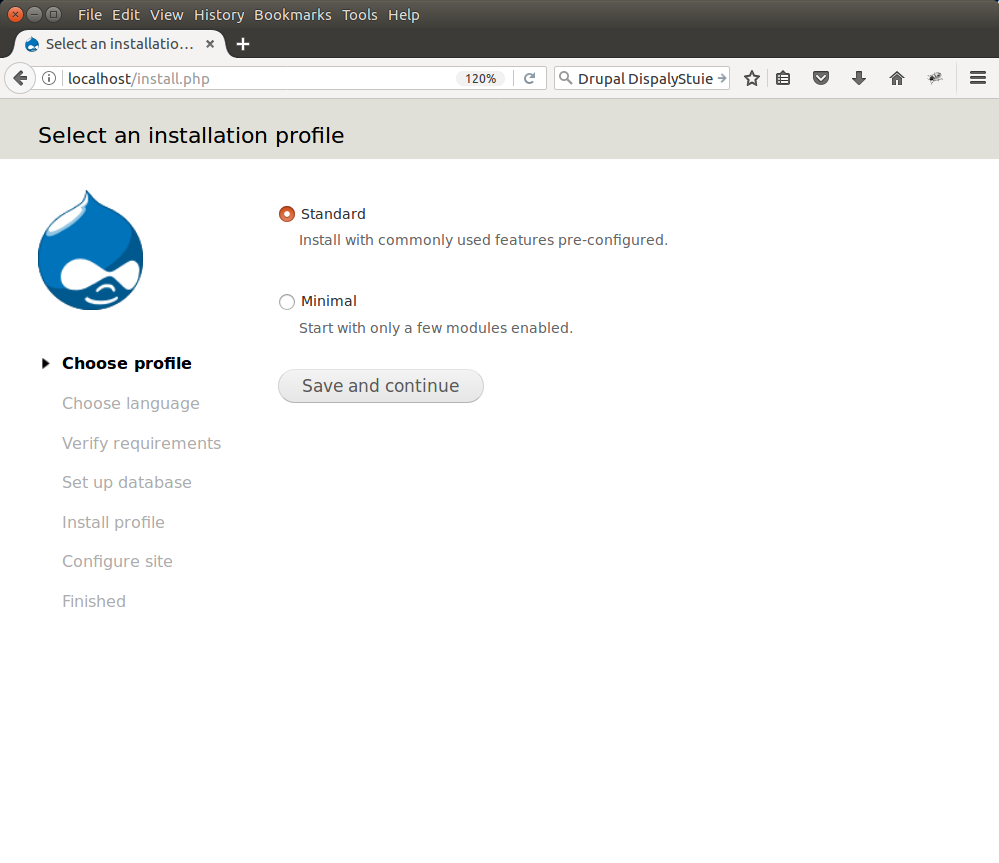 File Edit View History Bookmarks Tools Help
Select an installatio...
localhost/install.php 120% Drupal DispalyStuie
Select an installation profile
Standard
Install with commonly used features pre-configured.
Minimal
Start with only a few modules enabled.
Save and continue
Choose profile
Choose language
Verify requirements
Set up database
Install profile
Configure site
Finished